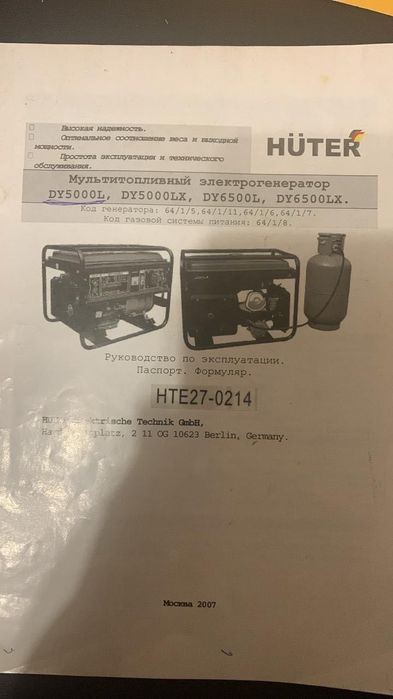 Высокая надежность.
Оптимальное соотношение веса и выходной
мощности.
Простота эксплуатации и технического
обслуживания.
HÜTER
Мультитопливный электрогенератор
DY5000L, DY5000LX, DY6500L, DY6500LX.
Код генератора: 64/1/5,64/1/11,64/1/6,64/1/7.
Код газовой системы питания: 64/1/8.
Руководство по эксплуатации.
Паспорт. Формуляр.
HTE27-0214
Technik GmbH,
2 11 OG 10623 Berlin, Germany.
Москва 2007